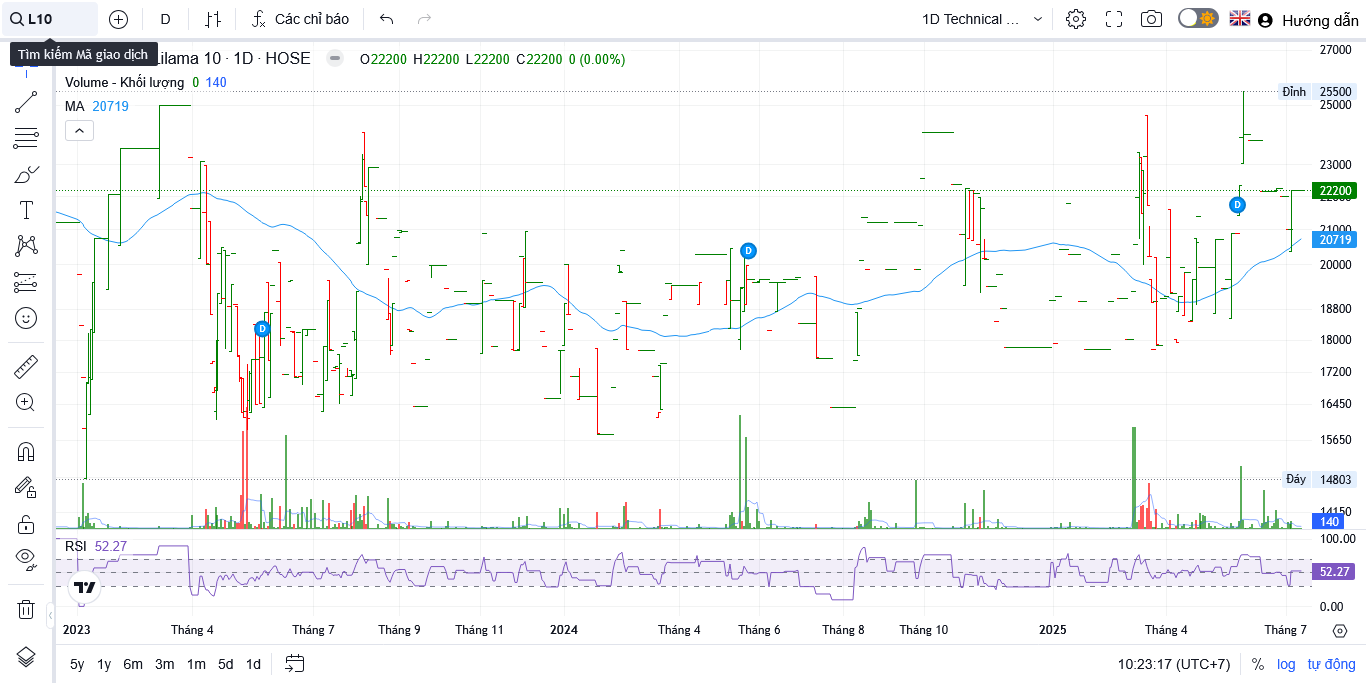 L10
D
Các chỉ báo
1D Technical ...
Hướng dẫn
Tìm kiếm Mã giao dịch
Lilama 10 · 1D · HOSE
O22200 H22200 L22200 C22200 0 (0.00%)
Volume - Khối lượng 0 140
MA 20719
27000
Đỉnh 25500
25000
23000
22200
22000
21000
20719
20000
18800
18000
17200
16450
15650
Đáy 14803
14150
140
D
D
D
RSI 52.27
100.00
52.27
0.00
2023
Tháng 4
Tháng 7
Tháng 9
Tháng 11
2024
Tháng 4
Tháng 6
Tháng 8
Tháng 10
2025
Tháng 4
Tháng 7
5y 1y 6m 3m 1m 5d 1d
10:23:17 (UTC+7)
% log tự động